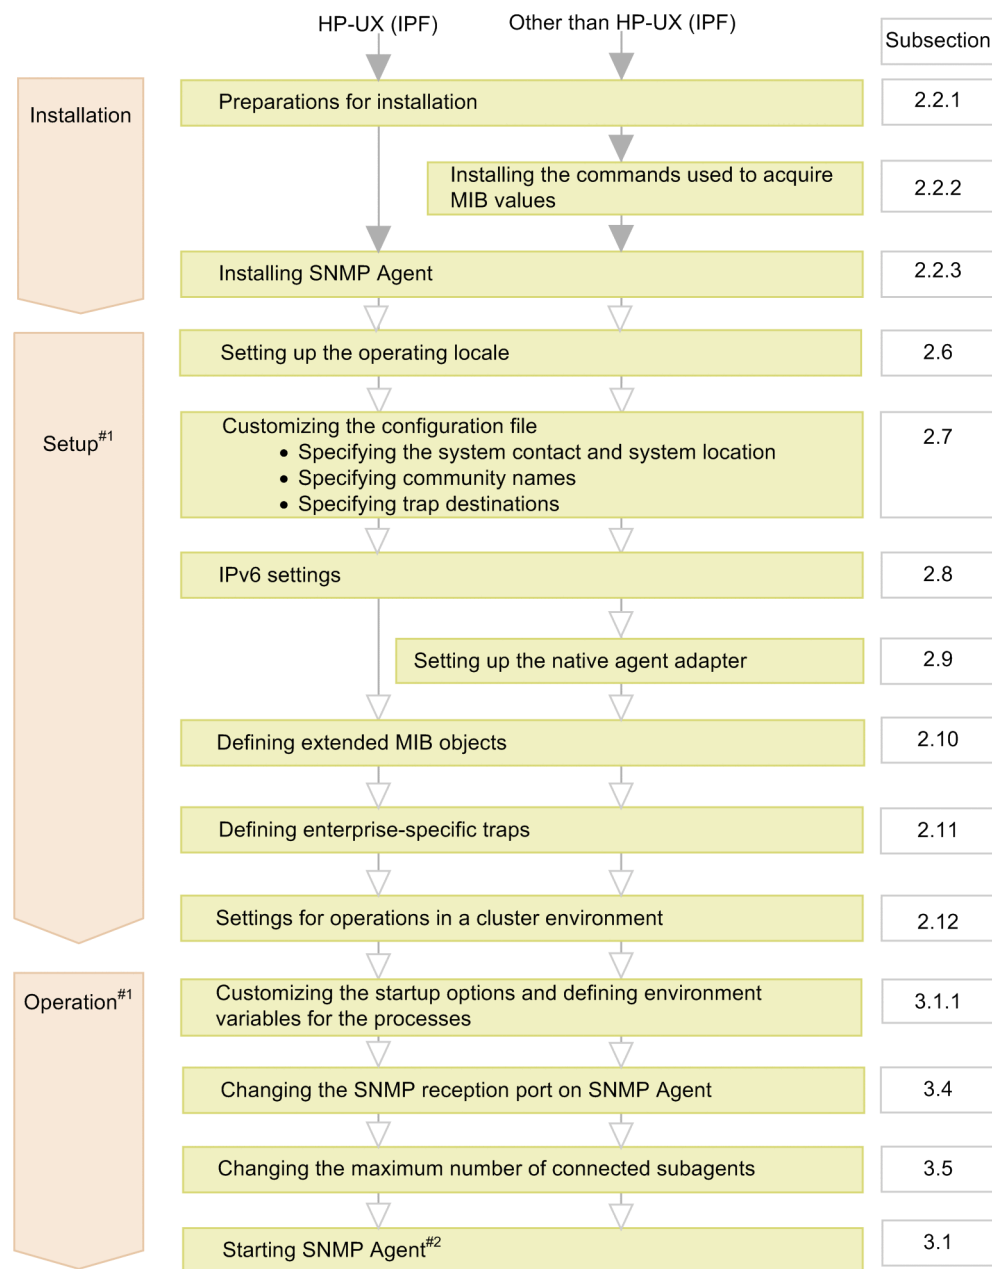 HP-UX (IPF)
Other than HP-UX (IPF)
Subsection
Installation
Preparations for installation
2.2.1
Installing the commands used to acquire
MIB values
2.2.2
Installing SNMP Agent
2.2.3
Setup#1
Setting up the operating locale
2.6
Customizing the configuration file
• Specifying the system contact and system location
• Specifying community names
• Specifying trap destinations
2.7
IPv6 settings
2.8
Setting up the native agent adapter
2.9
Defining extended MIB objects
2.10
Defining enterprise-specific traps
2.11
Settings for operations in a cluster environment
2.12
Operation#1
Customizing the startup options and defining environment
variables for the processes
3.1.1
Changing the SNMP reception port on SNMP Agent
3.4
Changing the maximum number of connected subagents
3.5
Starting SNMP Agent#2
3.1